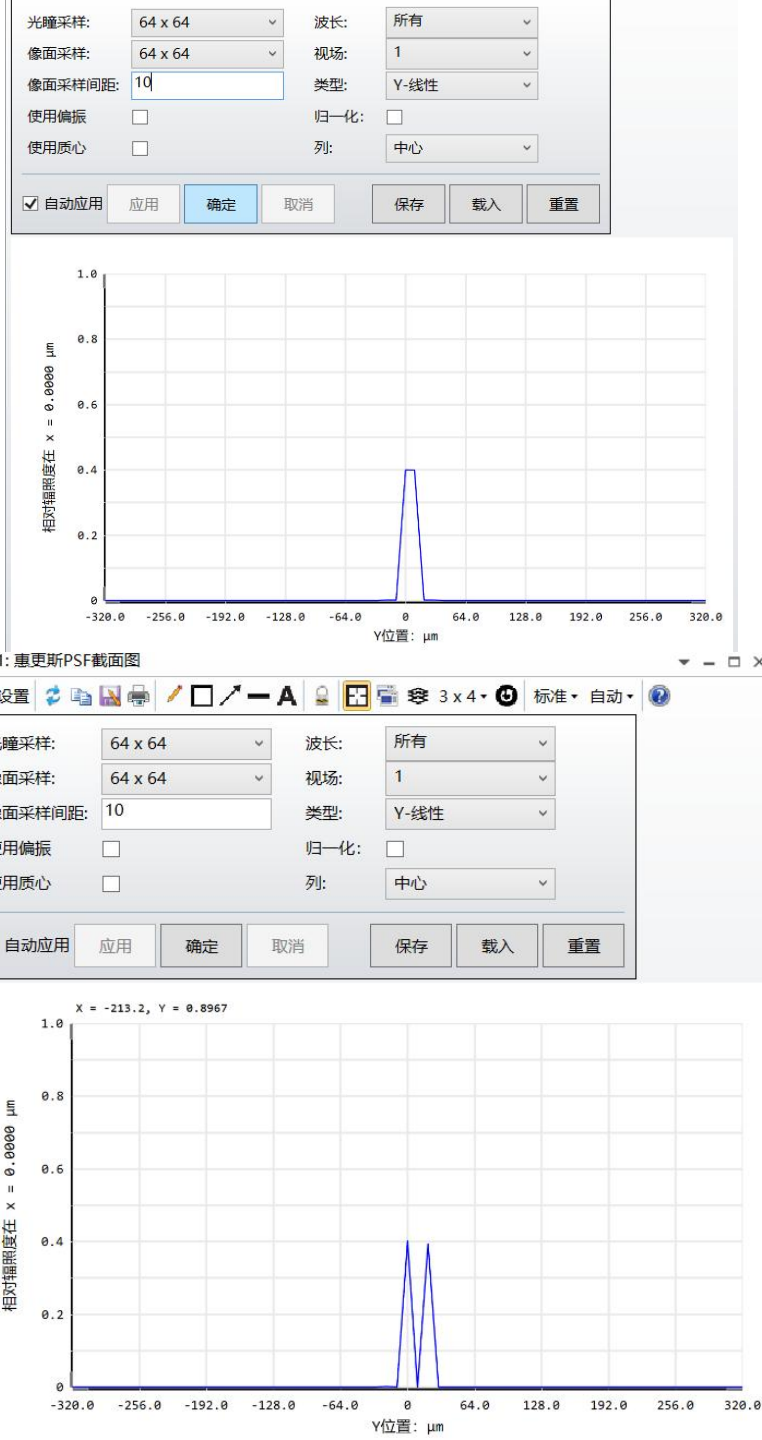 光瞳采样: 64 x 64 波长: 所有
像面采样: 64 x 64 视场: 1
像面采样间距: 10 类型: Y-线性
使用偏振 归一化:
使用质心 列: 中心
自动应用 应用 确定 取消 保存 载入 重置
1.0
0.8
0.6
0.4
0.2
0
相对辐照度在 x = 0.0000 μm
-320.0 -256.0 -192.0 -128.0 -64.0 0 64.0 128.0 192.0 256.0 320.0
Y位置: μm
1: 惠更斯PSF截面图
设置 A 3 x 4 标准 自动
瞳采样: 64 x 64 波长: 所有
面采样: 64 x 64 视场: 1
面采样间距: 10 类型: Y-线性
用偏振 归一化:
用质心 列: 中心
自动应用 应用 确定 取消 保存 载入 重置
X = -213.2, Y = 0.8967
1.0
0.8
0.6
0.4
0.2
0
相对辐照度在 x = 0.0000 μm
-320.0 -256.0 -192.0 -128.0 -64.0 0 64.0 128.0 192.0 256.0 320.0
Y位置: μm